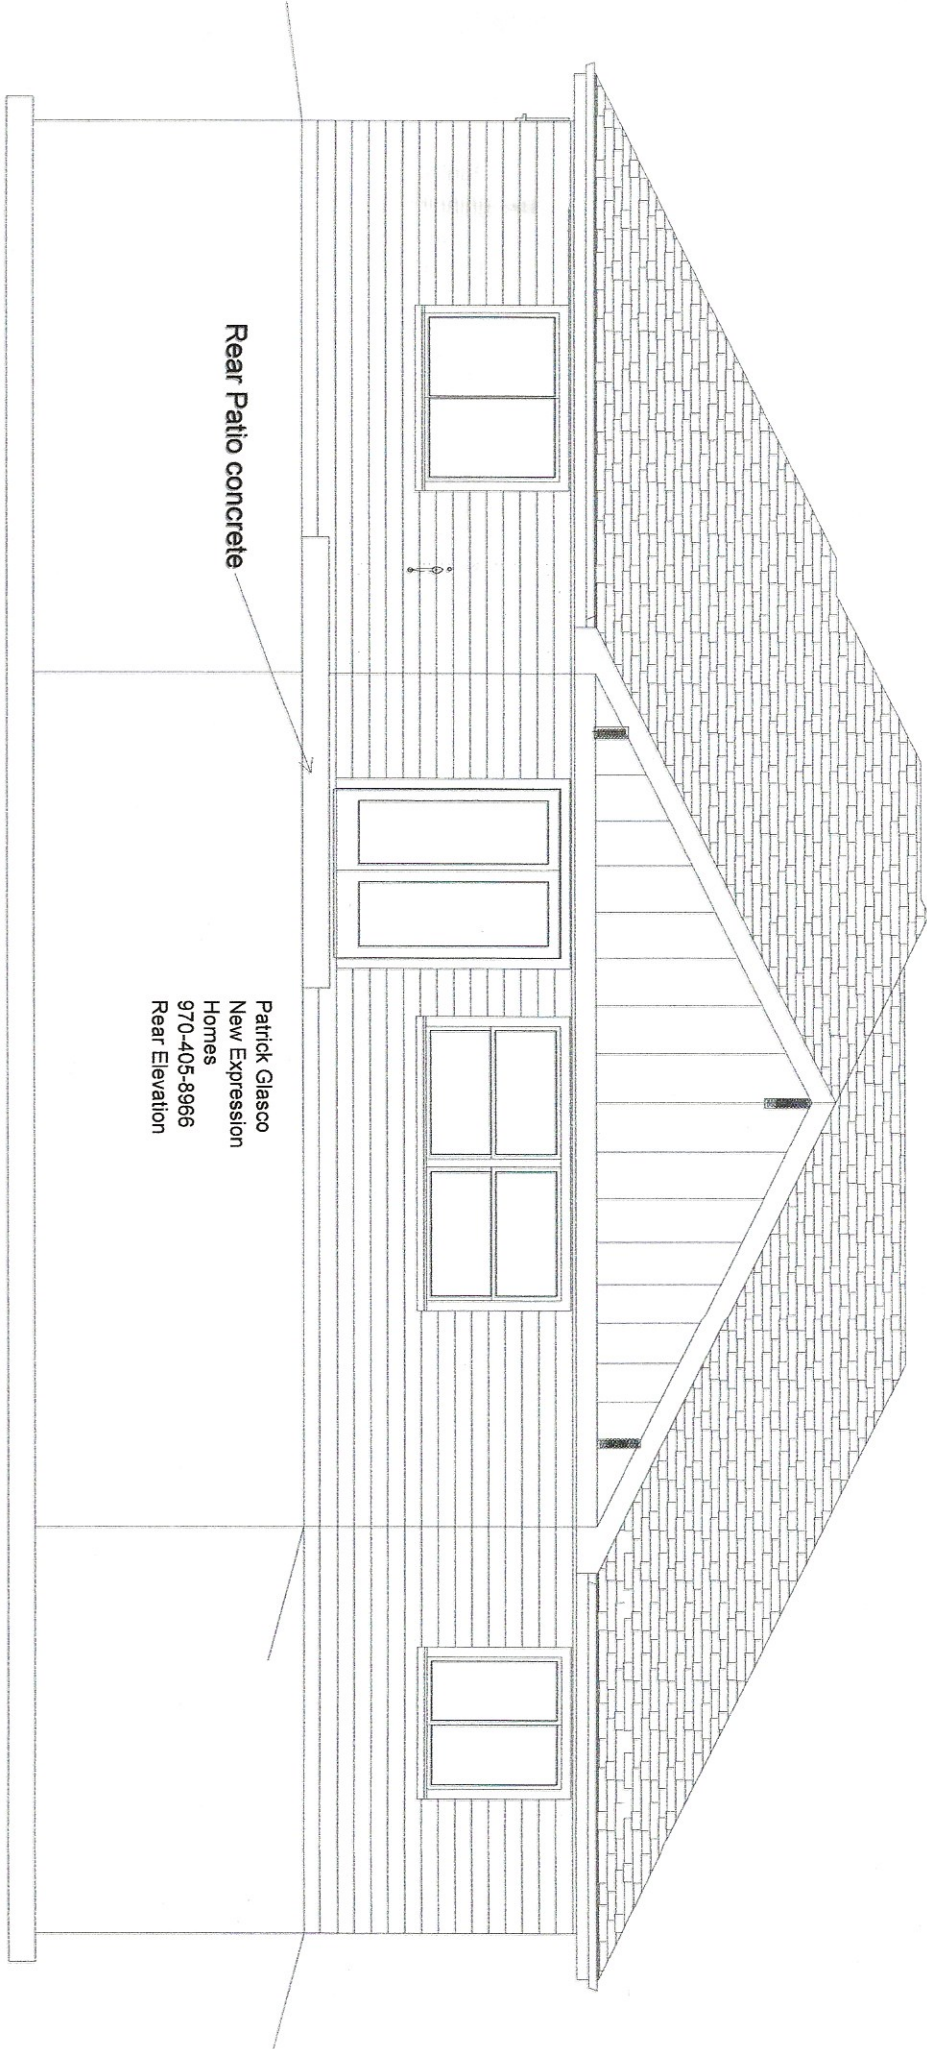 Rear Patio concrete
Patrick Glasco
New Expression
Homes
970-405-8966
Rear Elevation